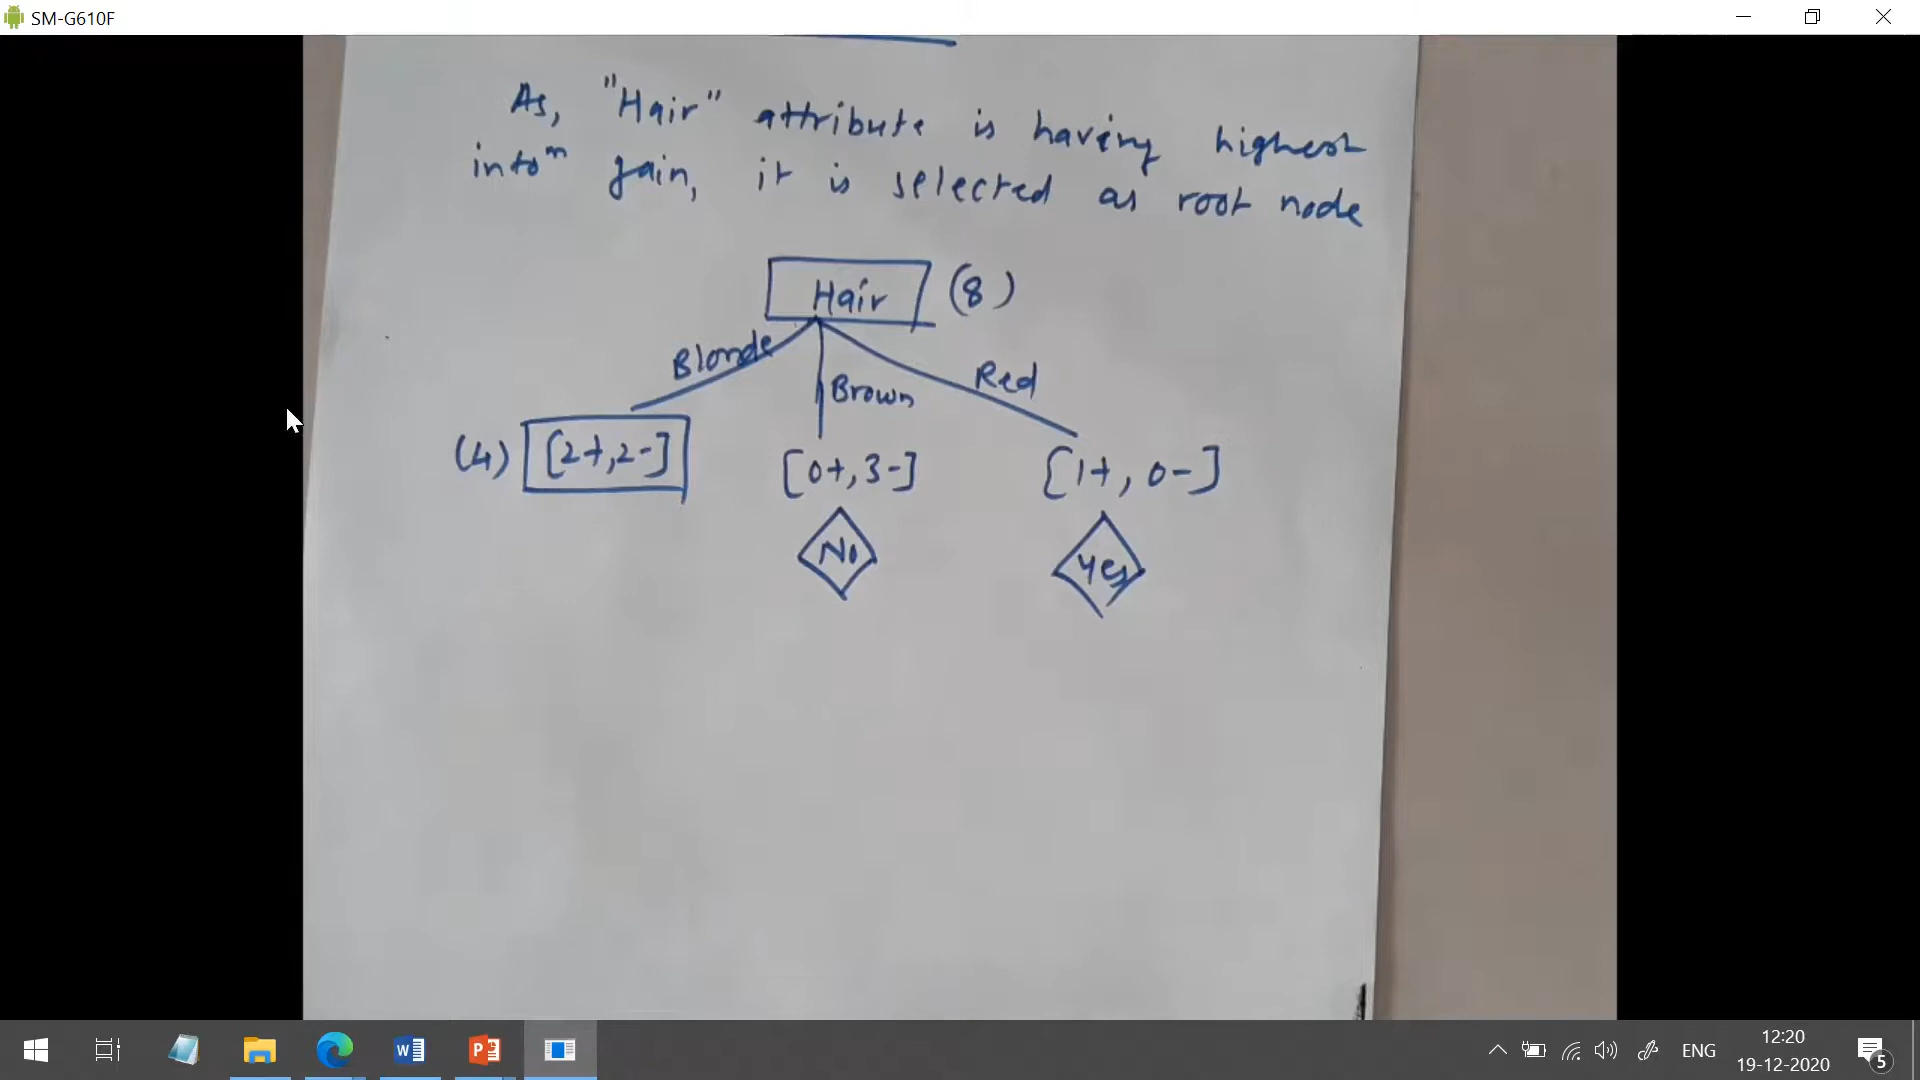 SM-G610F
As, "Hair" attribute is having highest
infoⁿ gain, it is selected as root node
Hair (8)
Blonde
Brown
Red
(4) [2+,2-]
[0+,3-]
[1+, 0-]
No
Yes
ENG
12:20
19-12-2020
5